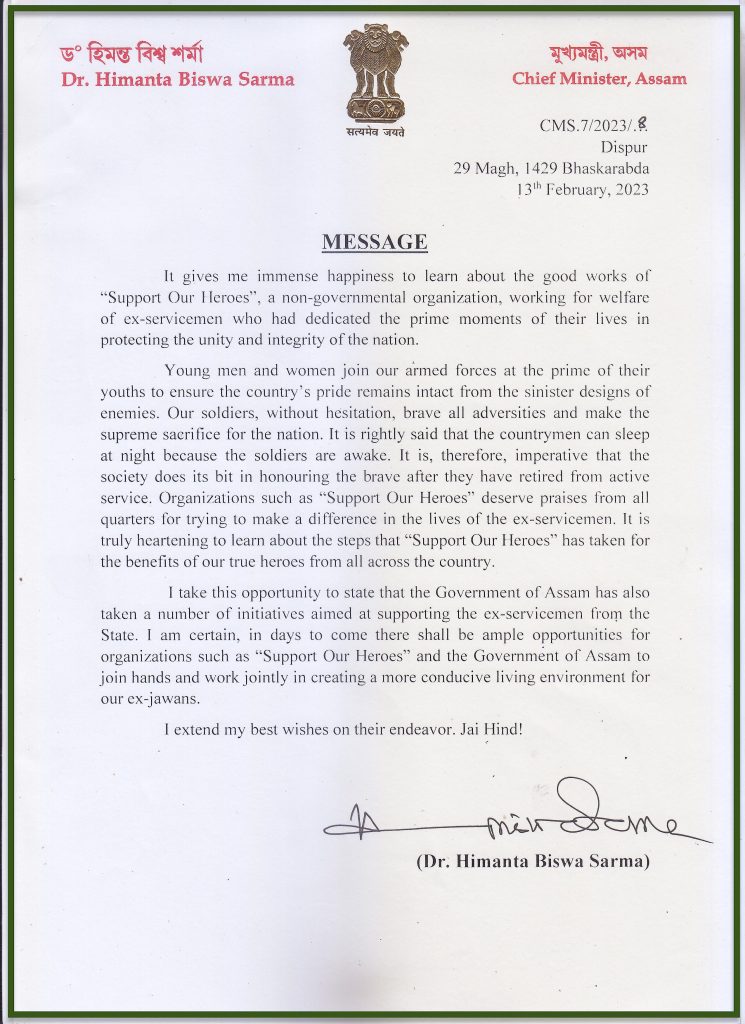 ড° হিমন্ত বিশ্ব শৰ্মা
Dr. Himanta Biswa Sarma
सत्यमेव जयते
মুখ্যমন্ত্ৰী, অসম
Chief Minister, Assam
CMS.7/2023/.8.
Dispur
29 Magh, 1429 Bhaskarabda
13th February, 2023
MESSAGE
It gives me immense happiness to learn about the good works of
“Support Our Heroes”, a non-governmental organization, working for welfare
of ex-servicemen who had dedicated the prime moments of their lives in
protecting the unity and integrity of the nation.
Young men and women join our armed forces at the prime of their
youths to ensure the country’s pride remains intact from the sinister designs of
enemies. Our soldiers, without hesitation, brave all adversities and make the
supreme sacrifice for the nation. It is rightly said that the countrymen can sleep
at night because the soldiers are awake. It is, therefore, imperative that the
society does its bit in honouring the brave after they have retired from active
service. Organizations such as “Support Our Heroes” deserve praises from all
quarters for trying to make a difference in the lives of the ex-servicemen. It is
truly heartening to learn about the steps that “Support Our Heroes” has taken for
the benefits of our true heroes from all across the country.
I take this opportunity to state that the Government of Assam has also
taken a number of initiatives aimed at supporting the ex-servicemen from the
State. I am certain, in days to come there shall be ample opportunities for
organizations such as “Support Our Heroes” and the Government of Assam to
join hands and work jointly in creating a more conducive living environment for
our ex-jawans.
I extend my best wishes on their endeavor. Jai Hind!
(Dr. Himanta Biswa Sarma)